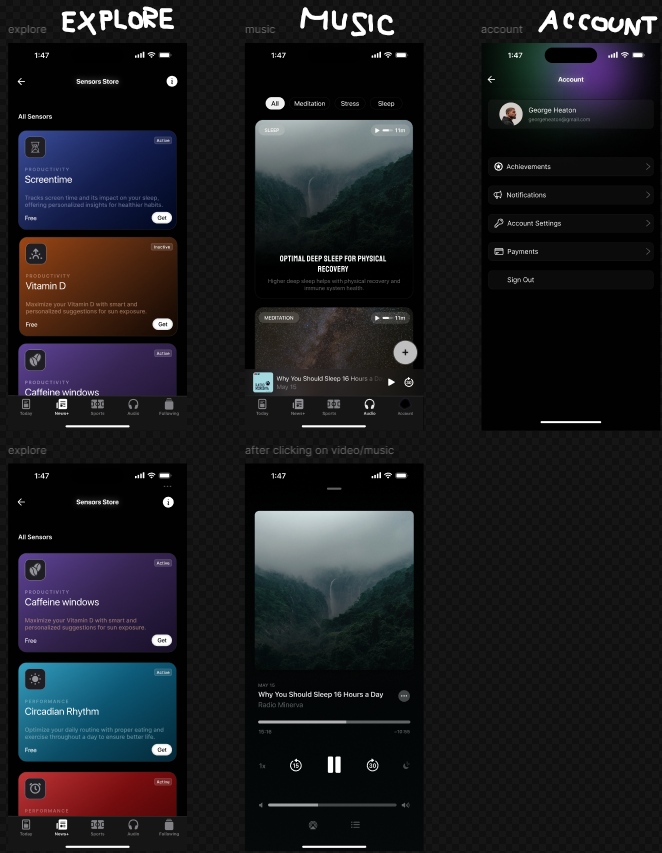 explore
EXPLORE
music
MUSIC
account
ACCOUNT
1:47
Sensors Store
i
All Sensors
Active
PRODUCTIVITY
Screentime
Tracks screen time and its impact on your sleep,
offering personalized insights for healthier habits.
Free
Get
Inactive
PRODUCTIVITY
Vitamin D
Maximize your Vitamin D with smart and
personalized suggestions for sun exposure.
Free
Get
Active
PRODUCTIVITY
Caffeine windows
Today
News+
Sports
Audio
Following
1:47
All
Meditation
Stress
Sleep
SLEEP
11m
OPTIMAL DEEP SLEEP FOR PHYSICAL
RECOVERY
Higher deep sleep helps with physical recovery and
immune system health
MEDITATION
11m
+
Why You Should Sleep 16 Hours a
May 15
30
Today
News+
Sports
Audio
Account
1:47
Account
George Heaton
georgeheaton@gmail.com
Achievements
Notifications
Account Settings
Payments
Sign Out
explore
1:47
Sensors Store
i
All Sensors
Active
PRODUCTIVITY
Caffeine windows
Maximize your Vitamin D with smart and
personalized suggestions for sun exposure.
Free
Get
Active
PERFORMANCE
Circadian Rhythm
Optimize your daily routine with proper eating and
exercise throughout a day to ensure better life.
Free
Get
Active
PERFORMANCE
Today
News+
Sports
Audio
Following
after clicking on video/music
1:47
MAY 15
Why You Should Sleep 16 Hours a Day
Radio Minerva
1x
15
30